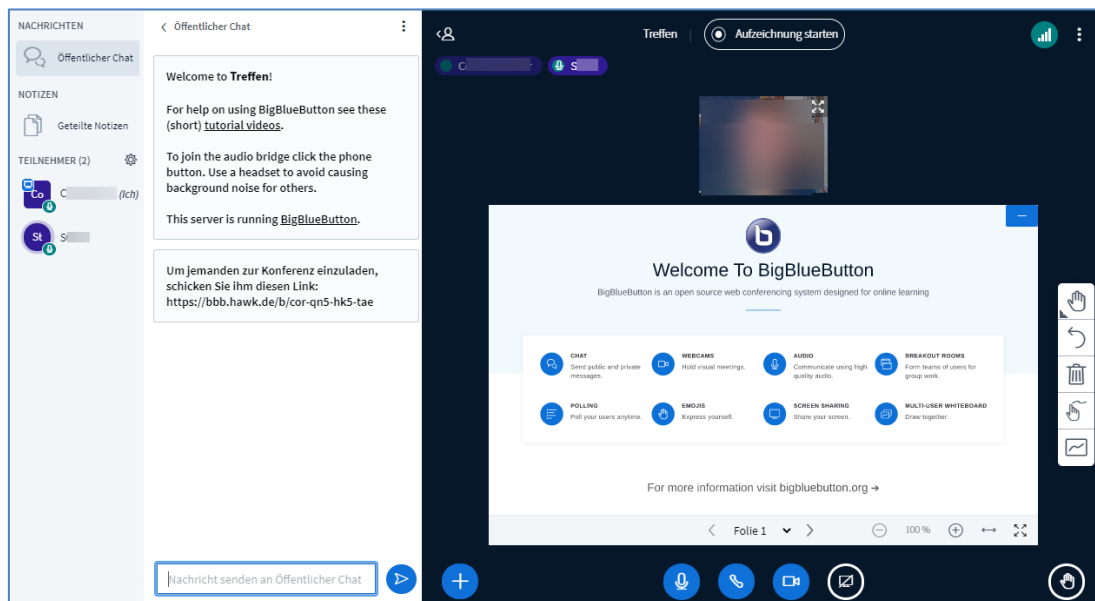 NACHRICHTEN
Öffentlicher Chat
NOTIZEN
Geteilte Notizen
TEILNEHMER (2)
Co
C
(Ich)
St
S
Öffentlicher Chat
Welcome to Treffen!
For help on using BigBlueButton see these
(short) tutorial videos.
To join the audio bridge click the phone
button. Use a headset to avoid causing
background noise for others.
This server is running BigBlueButton.
Um jemanden zur Konferenz einzuladen,
schicken Sie ihm diesen Link:
https://bbb.hawk.de/b/cor-qn5-hk5-tae
Nachricht senden an Öffentlicher Chat
Treffen
Aufzeichnung starten
C
S
Welcome To BigBlueButton
BigBlueButton is an open source web conferencing system designed for online learning
CHAT
Send public and private
messages.
WEBCAMS
Hold visual meetings.
AUDIO
Communicate using high
quality audio.
BREAKOUT ROOMS
Form teams of users for
group work.
POLLING
Poll your users anytime.
EMOJIS
Express yourself.
SCREEN SHARING
Share your screen.
MULTI-USER WHITEBOARD
Draw together.
For more information visit bigbluebutton.org →
Folie 1
100 %